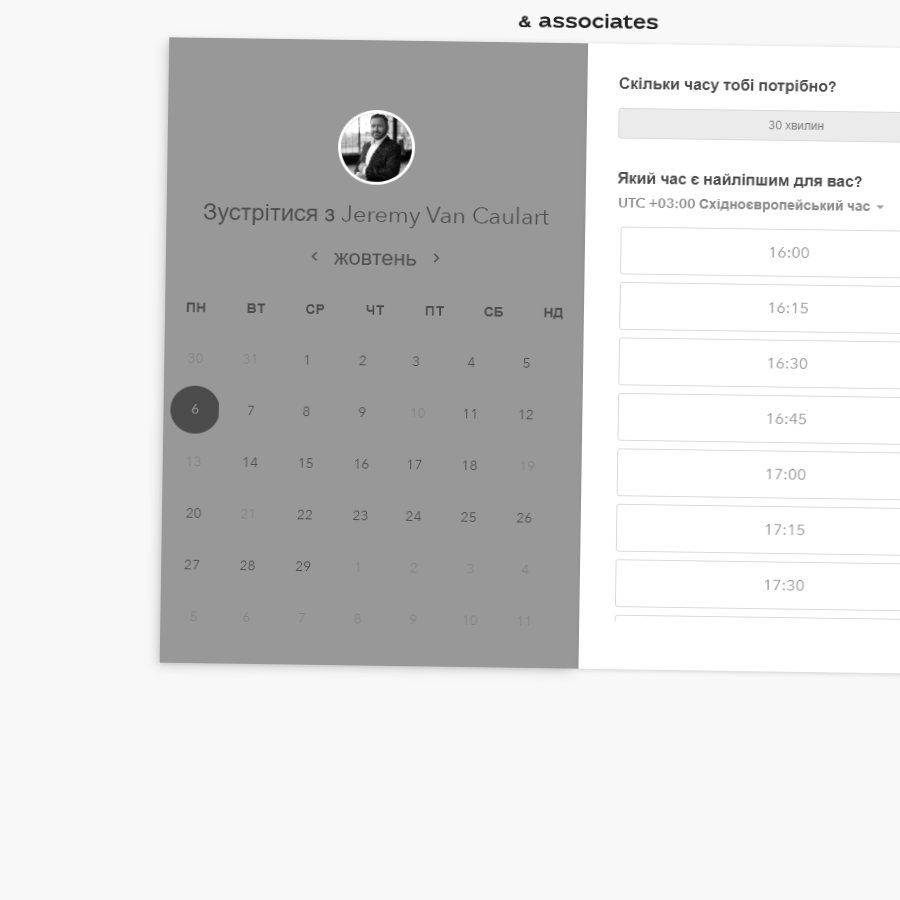 & associates
Зустрітися з Jeremy Van Caulart
жовтень
ПН ВТ СР ЧТ ПТ СБ НД
30 31 1 2 3 4 5
6 7 8 9 10 11 12
13 14 15 16 17 18 19
20 21 22 23 24 25 26
27 28 29 1 2 3 4
5 6 7 8 9 10 11
Скільки часу тобі потрібно?
30 хвилин
Який час є найліпшим для вас?
UTC +03:00 Східноєвропейський час
16:00
16:15
16:30
16:45
17:00
17:15
17:30